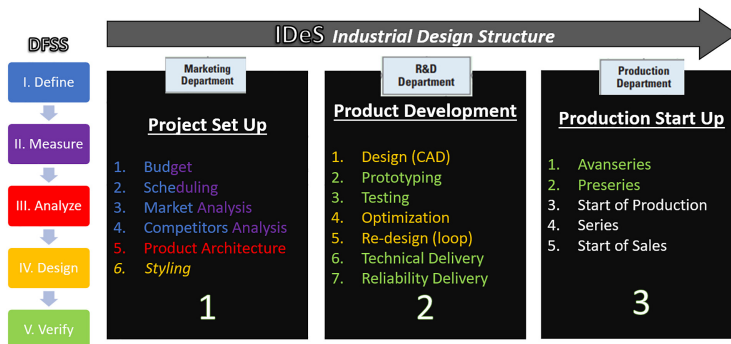 IDeS Industrial Design Structure
DFSS
I. Define
II. Measure
III. Analyze
IV. Design
V. Verify
Marketing
Department
Project Set Up
1. Budget
2. Scheduling
3. Market Analysis
4. Competitors Analysis
5. Product Architecture
6. Styling
1
R&D
Department
Product Development
1. Design (CAD)
2. Prototyping
3. Testing
4. Optimization
5. Re-design (loop)
6. Technical Delivery
7. Reliability Delivery
2
Production
Department
Production Start Up
1. Avanseries
2. Preseries
3. Start of Production
4. Series
5. Start of Sales
3